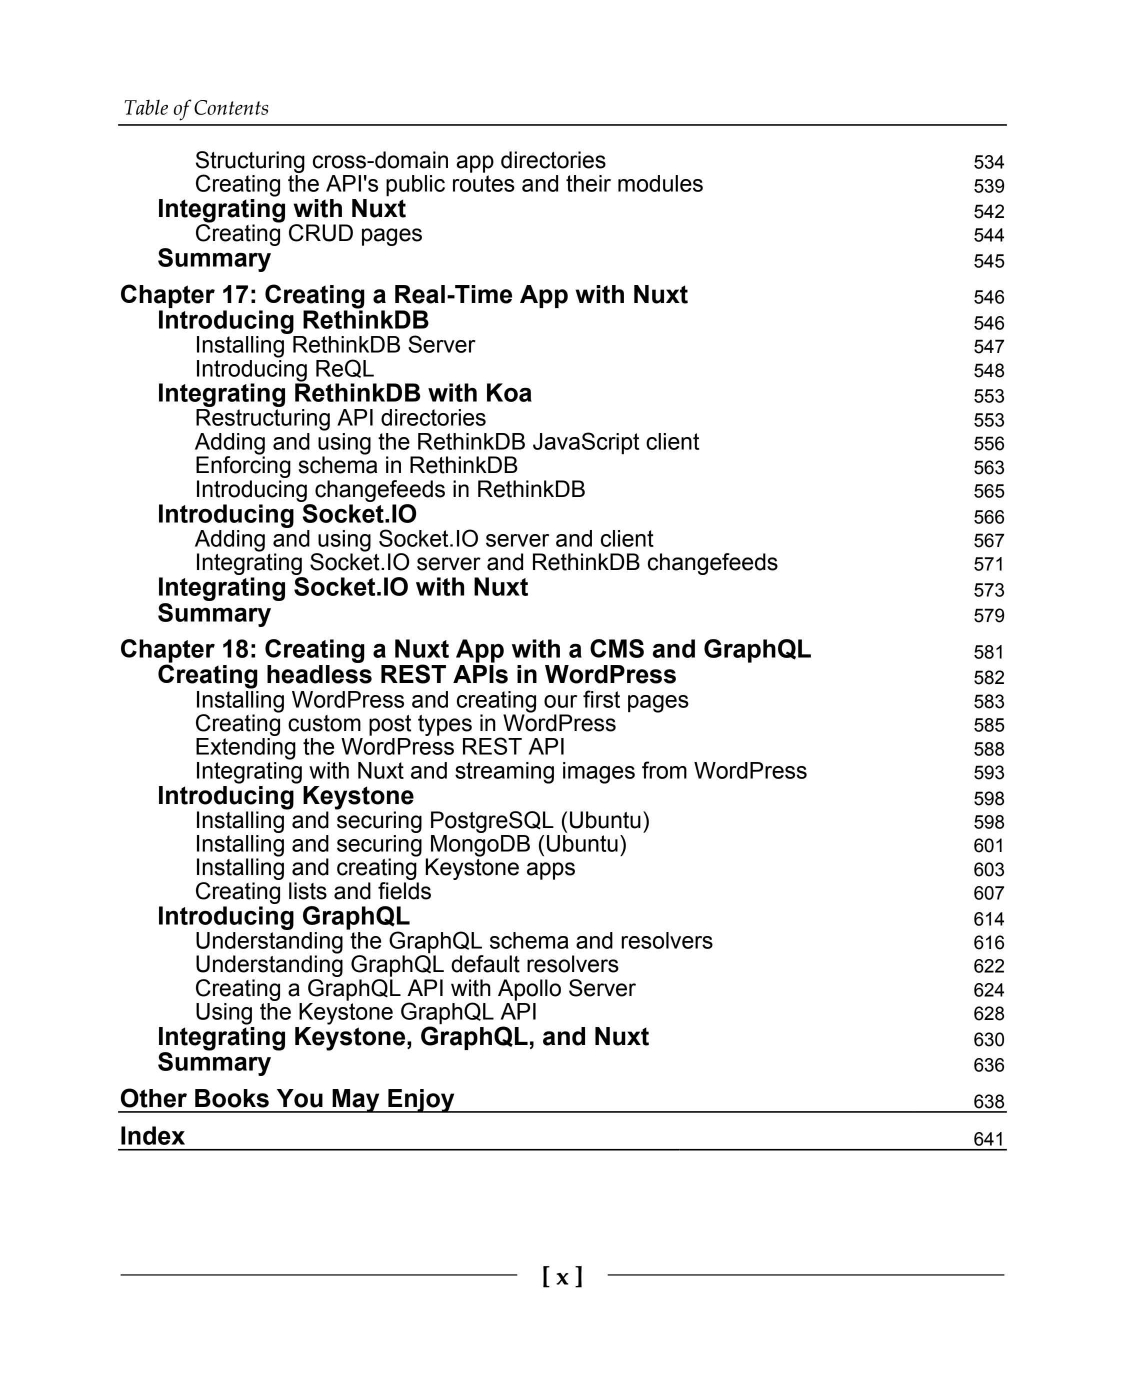 Table of Contents
Structuring cross-domain app directories 534
Creating the API's public routes and their modules 539
Integrating with Nuxt 542
Creating CRUD pages 544
Summary 545
Chapter 17: Creating a Real-Time App with Nuxt 546
Introducing RethinkDB 546
Installing RethinkDB Server 547
Introducing ReQL 548
Integrating RethinkDB with Koa 553
Restructuring API directories 553
Adding and using the RethinkDB JavaScript client 556
Enforcing schema in RethinkDB 563
Introducing changefeeds in RethinkDB 565
Introducing Socket.IO 566
Adding and using Socket.IO server and client 567
Integrating Socket.IO server and RethinkDB changefeeds 571
Integrating Socket.IO with Nuxt 573
Summary 579
Chapter 18: Creating a Nuxt App with a CMS and GraphQL 581
Creating headless REST APIs in WordPress 582
Installing WordPress and creating our first pages 583
Creating custom post types in WordPress 585
Extending the WordPress REST API 588
Integrating with Nuxt and streaming images from WordPress 593
Introducing Keystone 598
Installing and securing PostgreSQL (Ubuntu) 598
Installing and securing MongoDB (Ubuntu) 601
Installing and creating Keystone apps 603
Creating lists and fields 607
Introducing GraphQL 614
Understanding the GraphQL schema and resolvers 616
Understanding GraphQL default resolvers 622
Creating a GraphQL API with Apollo Server 624
Using the Keystone GraphQL API 628
Integrating Keystone, GraphQL, and Nuxt 630
Summary 636
Other Books You May Enjoy 638
Index 641
[ x ]